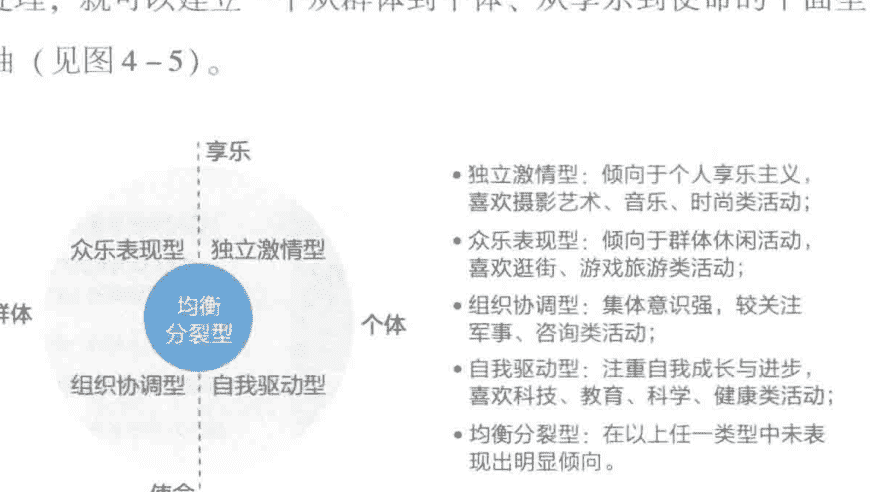 处理，就可以建立一个从群体到个体、从享乐到使命的平面坐
轴（见图4-5）。
享乐
众乐表现型 独立激情型
均衡
分裂型
群体
个体
组织协调型 自我驱动型
使命
•独立激情型：倾向于个人享乐主义，
喜欢摄影艺术、音乐、时尚类活动；
•众乐表现型：倾向于群体休闲活动，
喜欢逛街、游戏旅游类活动；
•组织协调型：集体意识强，较关注
军事、咨询类活动；
•自我驱动型：注重自我成长与进步，
喜欢科技、教育、科学、健康类活动；
•均衡分裂型：在以上任一类型中未表
现出明显倾向。